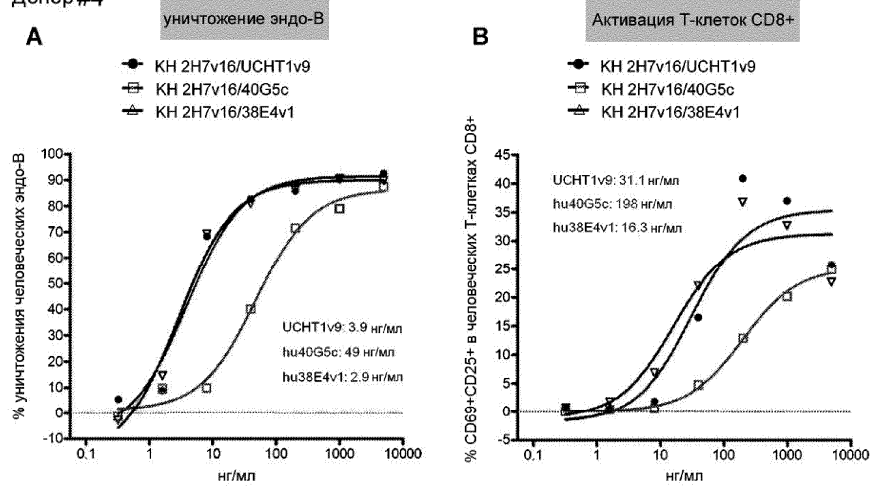 Донор #4
уничтожение эндо-В
Активация Т-клеток CD8+
A
KH 2H7v16/UCHT1v9
KH 2H7v16/40G5c
KH 2H7v16/38E4v1
% уничтожения человеческих эндо-В
100
90
80
70
60
50
40
30
20
10
0
-10
UCHT1v9: 3.9 нг/мл
hu40G5c: 49 нг/мл
hu38E4v1: 2.9 нг/мл
0.1 1 10 100 1000 10000
нг/мл
B
KH 2H7v16/UCHT1v9
KH 2H7v16/40G5c
KH 2H7v16/38E4v1
% CD69+CD25+ в человеческих Т-клетках CD8+
45
40
35
30
25
20
15
10
5
0
-5
UCHT1v9: 31.1 нг/мл
hu40G5c: 198 нг/мл
hu38E4v1: 16.3 нг/мл
0.1 1 10 100 1000 10000
нг/мл